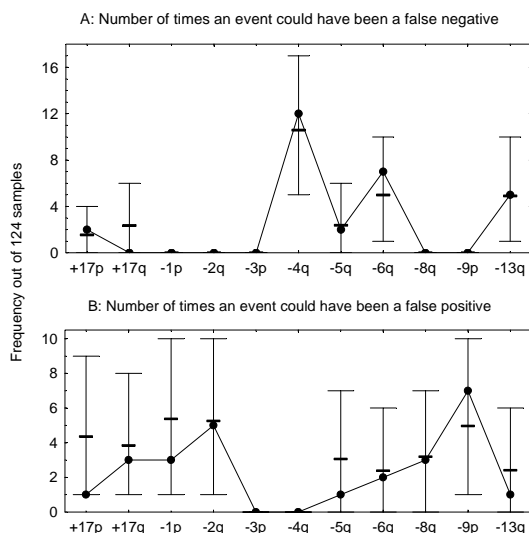 A: Number of times an event could have been a false negative
16
12
8
4
0
+17p +17q -1p -2q -3p -4q -5q -6q -8q -9p -13q
Frequency out of 124 samples
B: Number of times an event could have been a false positive
10
8
6
4
2
0
+17p +17q -1p -2q -3p -4q -5q -6q -8q -9p -13q